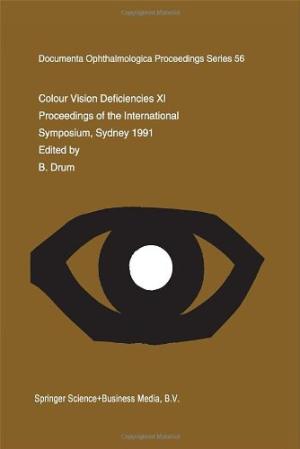 Documenta Ophthalmologica Proceedings Series 56
Colour Vision Deficiencies XI
Proceedings of the International
Symposium, Sydney 1991
Edited by
B. Drum
Springer Science+Business Media, B.V.